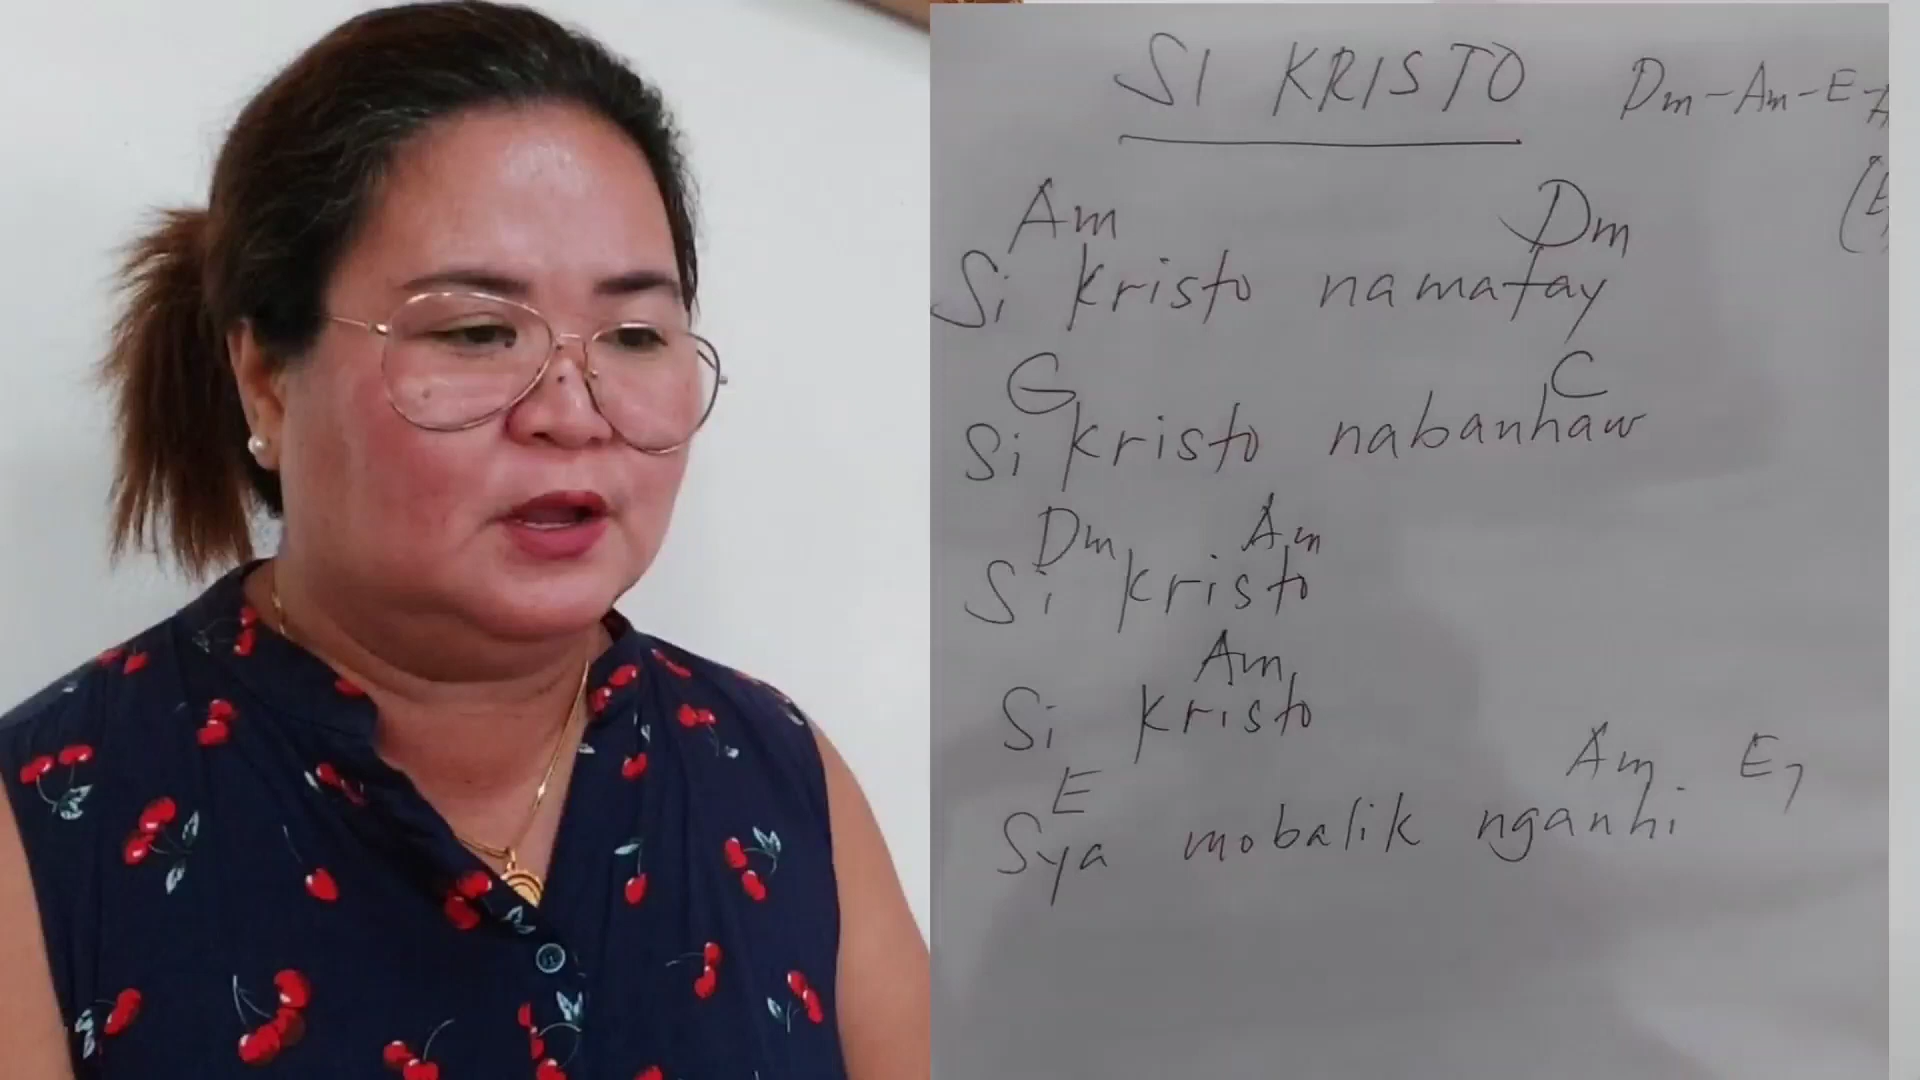 SI KRISTO Dm-Am-E-A
Am Dm
Si Kristo namatay
G C
Si Kristo nabanhaw
Dm Am
Si Kristo
Am
Si Kristo
E Am E7
Sya mobalik nganhi